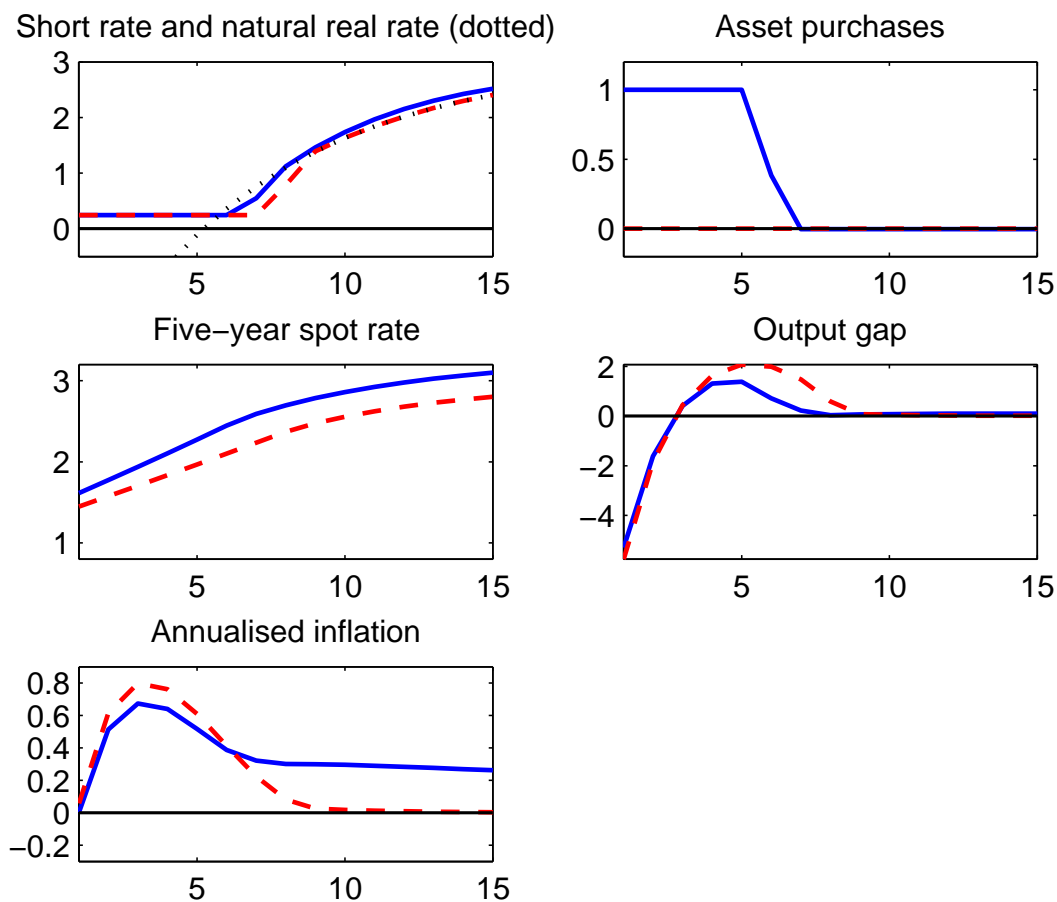 Short rate and natural real rate (dotted)
3
2
1
0
5 10 15
Asset purchases
1
0.5
0
5 10 15
Five−year spot rate
3
2
1
5 10 15
Output gap
2
0
−2
−4
5 10 15
Annualised inflation
0.8
0.6
0.4
0.2
0
−0.2
5 10 15